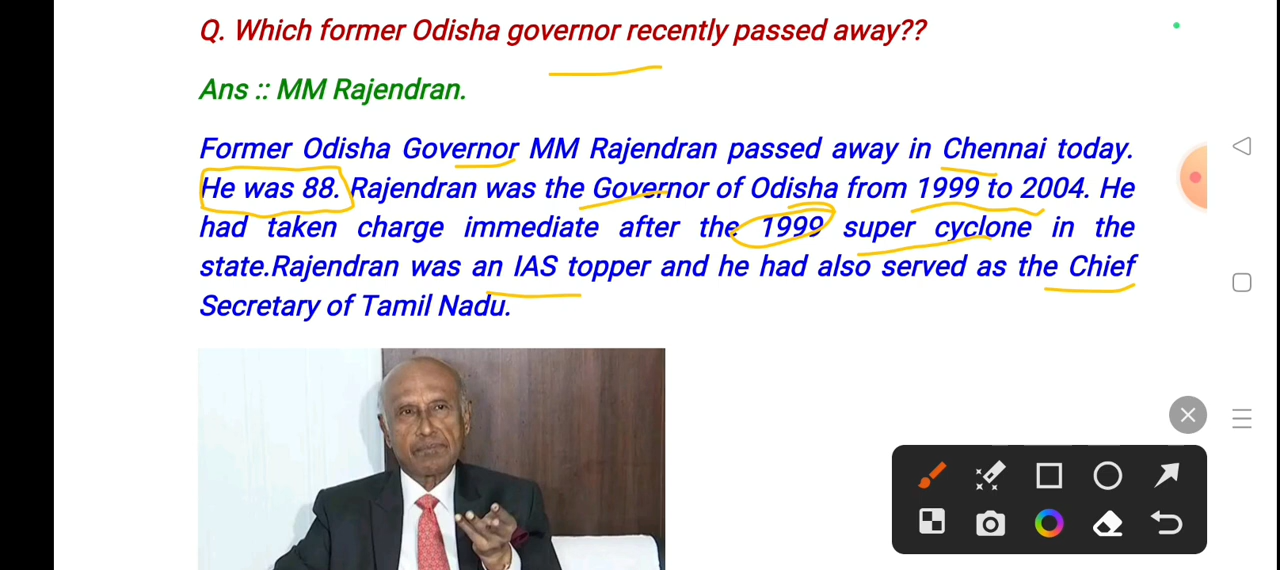 Q. Which former Odisha governor recently passed away??
Ans :: MM Rajendran.
Former Odisha Governor MM Rajendran passed away in Chennai today.
He was 88. Rajendran was the Governor of Odisha from 1999 to 2004. He
had taken charge immediate after the 1999 super cyclone in the
state.Rajendran was an IAS topper and he had also served as the Chief
Secretary of Tamil Nadu.